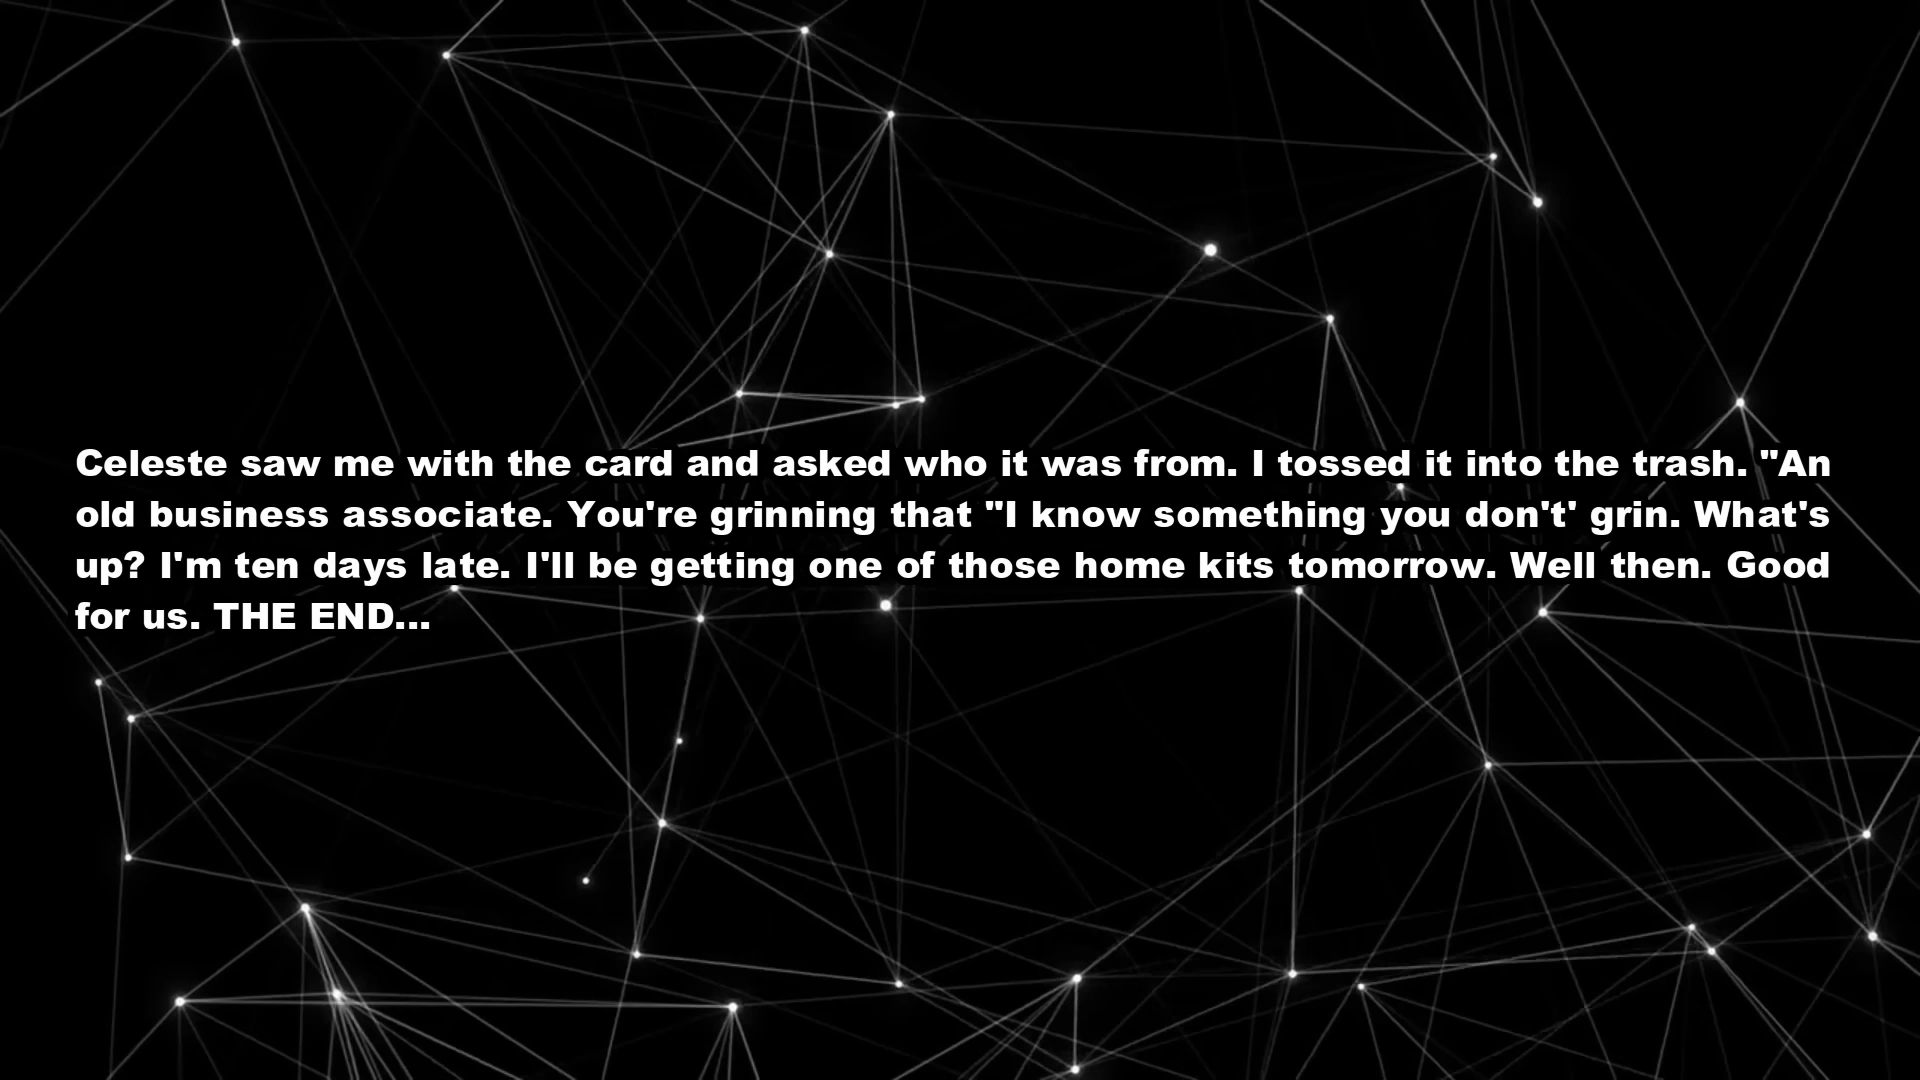 Celeste saw me with the card and asked who it was from. I tossed it into the trash. "An
old business associate. You're grinning that "I know something you don't' grin. What's
up? I'm ten days late. I'll be getting one of those home kits tomorrow. Well then. Good
for us. THE END...